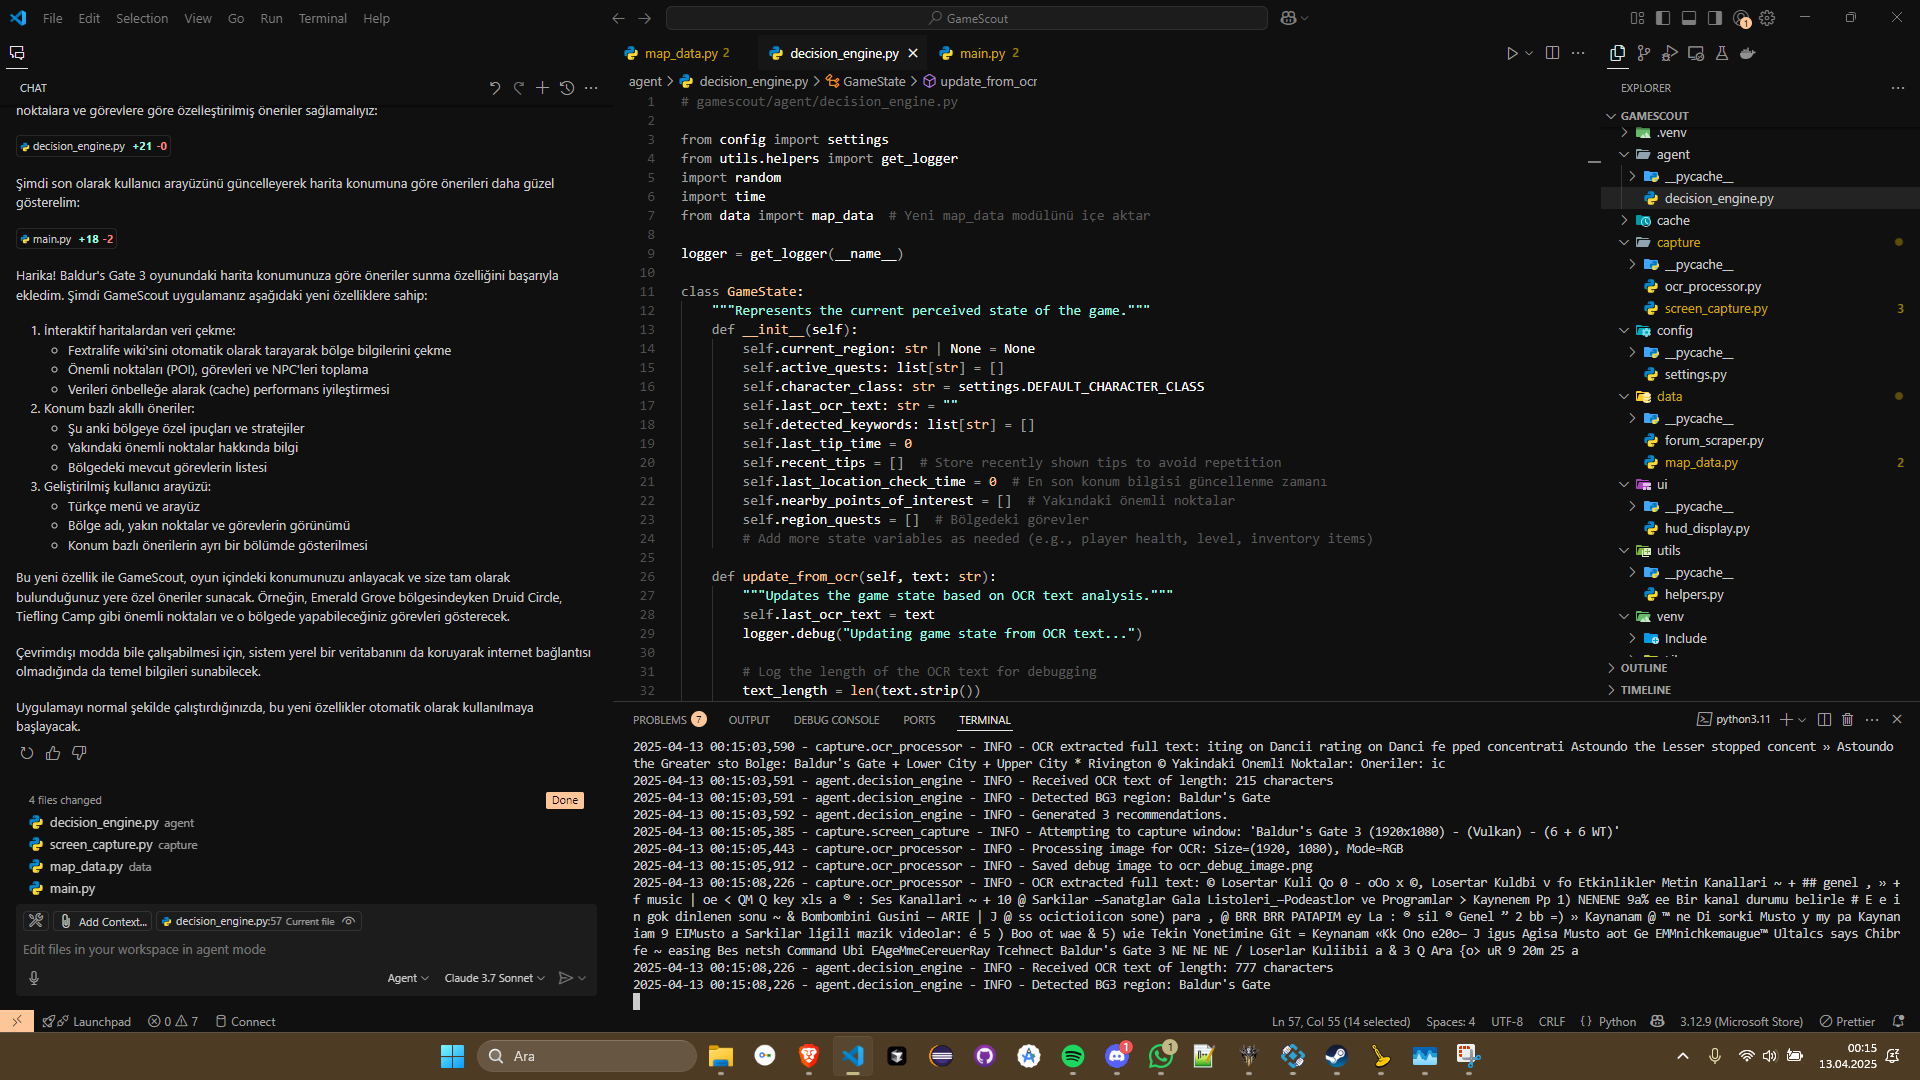 File Edit Selection View Go Run Terminal Help
GameScout
1
CHAT
noktalara ve görevlere göre özelleştirilmiş öneriler sağlamalıyız:
decision_engine.py +21 -0
Şimdi son olarak kullanıcı arayüzünü güncelleyerek harita konumuna göre önerileri daha güzel
gösterelim:
main.py +18 -2
Harika! Baldur's Gate 3 oyunundaki harita konumunuza göre öneriler sunma özelliğini başarıyla
ekledim. Şimdi GameScout uygulamanız aşağıdaki yeni özelliklere sahip:
1. İnteraktif haritalardan veri çekme:
Fextralife wiki'sini otomatik olarak tarayarak bölge bilgilerini çekme
Önemli noktaları (POI), görevleri ve NPC'leri toplama
Verileri önbelleğe alarak (cache) performans iyileştirmesi
2. Konum bazlı akıllı öneriler:
Şu anki bölgeye özel ipuçları ve stratejiler
Yakındaki önemli noktalar hakkında bilgi
Bölgedeki mevcut görevlerin listesi
3. Geliştirilmiş kullanıcı arayüzü:
Türkçe menü ve arayüz
Bölge adı, yakın noktalar ve görevlerin görünümü
Konum bazlı önerilerin ayrı bir bölümde gösterilmesi
Bu yeni özellik ile GameScout, oyun içindeki konumunuzu anlayacak ve size tam olarak
bulunduğunuz yere özel öneriler sunacak. Örneğin, Emerald Grove bölgesindeyken Druid Circle,
Tiefling Camp gibi önemli noktaları ve o bölgede yapabileceğiniz görevleri gösterecek.
Çevrimdışı modda bile çalışabilmesi için, sistem yerel bir veritabanını da koruyarak internet bağlantısı
olmadığında da temel bilgileri sunabilecek.
Uygulamayı normal şekilde çalıştırdığınızda, bu yeni özellikler otomatik olarak kullanılmaya
başlayacak.
4 files changed
Done
decision_engine.py agent
screen_capture.py capture
map_data.py data
main.py
Add Context... decision_engine.py:57 Current file
Edit files in your workspace in agent mode
Agent Claude 3.7 Sonnet
map_data.py 2 decision_engine.py main.py 2
agent > decision_engine.py > GameState > update_from_ocr
1 # gamescout/agent/decision_engine.py
2
3 from config import settings
4 from utils.helpers import get_logger
5 import random
6 import time
7 from data import map_data # Yeni map_data modülünü içe aktar
8
9 logger = get_logger(__name__)
10
11 class GameState:
12 """Represents the current perceived state of the game."""
13 def __init__(self):
14 self.current_region: str | None = None
15 self.active_quests: list[str] = []
16 self.character_class: str = settings.DEFAULT_CHARACTER_CLASS
17 self.last_ocr_text: str = ""
18 self.detected_keywords: list[str] = []
19 self.last_tip_time = 0
20 self.recent_tips = [] # Store recently shown tips to avoid repetition
21 self.last_location_check_time = 0 # En son konum bilgisi güncellenme zamanı
22 self.nearby_points_of_interest = [] # Yakındaki önemli noktalar
23 self.region_quests = [] # Bölgedeki görevler
24 # Add more state variables as needed (e.g., player health, level, inventory items)
25
26 def update_from_ocr(self, text: str):
27 """Updates the game state based on OCR text analysis."""
28 self.last_ocr_text = text
29 logger.debug("Updating game state from OCR text...")
30
31 # Log the length of the OCR text for debugging
32 text_length = len(text.strip())
EXPLORER
GAMESCOUT
.venv
agent
__pycache__
decision_engine.py
cache
capture
__pycache__
ocr_processor.py
screen_capture.py 3
config
__pycache__
settings.py
data
__pycache__
forum_scraper.py
map_data.py 2
ui
__pycache__
hud_display.py
utils
__pycache__
helpers.py
venv
Include
OUTLINE
TIMELINE
PROBLEMS 7 OUTPUT DEBUG CONSOLE PORTS TERMINAL
python3.11
2025-04-13 00:15:03,590 - capture.ocr_processor - INFO - OCR extracted full text: iting on Dancii rating on Danci fe pped concentrati Astoundo the Lesser stopped concent » Astoundo
the Greater sto Bolge: Baldur's Gate + Lower City + Upper City * Rivington © Yakindaki Onemli Noktalar: Oneriler: ic
2025-04-13 00:15:03,591 - agent.decision_engine - INFO - Received OCR text of length: 215 characters
2025-04-13 00:15:03,591 - agent.decision_engine - INFO - Detected BG3 region: Baldur's Gate
2025-04-13 00:15:03,592 - agent.decision_engine - INFO - Generated 3 recommendations.
2025-04-13 00:15:05,385 - capture.screen_capture - INFO - Attempting to capture window: 'Baldur's Gate 3 (1920x1080) - (Vulkan) - (6 + 6 WT)'
2025-04-13 00:15:05,443 - capture.ocr_processor - INFO - Processing image for OCR: Size=(1920, 1080), Mode=RGB
2025-04-13 00:15:05,912 - capture.ocr_processor - INFO - Saved debug image to ocr_debug_image.png
2025-04-13 00:15:08,226 - capture.ocr_processor - INFO - OCR extracted full text: © Losertar Kuli Qo 0 - oOo x ©, Losertar Kuldbi v fo Etkinlikler Metin Kanallari ~ + ## genel , » +
f music | oe < QM Q key xls a ® : Ses Kanallari ~ + 10 @ Sarkilar —Sanatglar Gala Listoleri_—Podeastlor ve Programlar > Kaynenem Pp 1) NENENE 9a% ee Bir kanal durumu belirle # E e i
n gok dinlenen sonu ~ & Bombombini Gusini — ARIE | J @ ss ocictioiicon sone) para , @ BRR BRR PATAPIM ey La : ® sil ® Genel ” 2 bb =) » Kaynanam @ ™ ne Di sorki Musto y my pa Kaynan
iam 9 EIMusto a Sarkilar ligili mazik videolar: é 5 ) Boo ot wae & 5) wie Tekin Yonetimine Git = Keynanam «Kk Ono e20o— J igus Agisa Musto aot Ge EMMnichkemaugue™ Ultalcs says Chibr
fe ~ easing Bes netsh Command Ubi EAgeMmeCereuerRay Tcehnect Baldur's Gate 3 NE NE NE / Loserlar Kuliibii a & 3 Q Ara {o> uR 9 20m 25 a
2025-04-13 00:15:08,226 - agent.decision_engine - INFO - Received OCR text of length: 777 characters
2025-04-13 00:15:08,226 - agent.decision_engine - INFO - Detected BG3 region: Baldur's Gate
Launchpad 0 7 Connect
Ln 57, Col 55 (14 selected) Spaces: 4 UTF-8 CRLF {} Python 3.12.9 (Microsoft Store) Prettier
Ara
1
1
00:15
13.04.2025